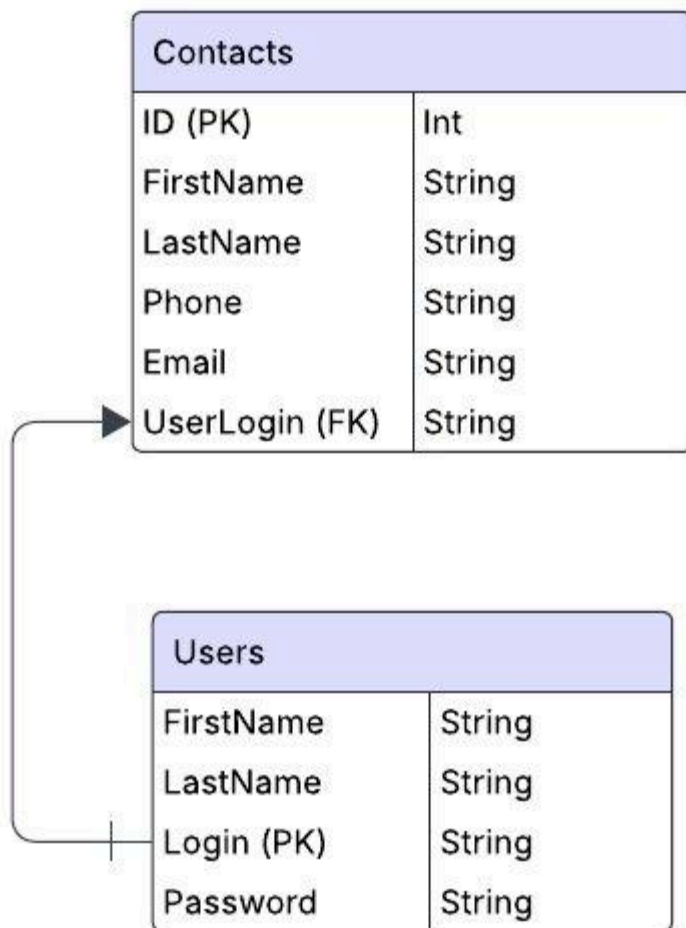 Contacts
ID (PK) Int
FirstName String
LastName String
Phone String
Email String
UserLogin (FK) String
Users
FirstName String
LastName String
Login (PK) String
Password String